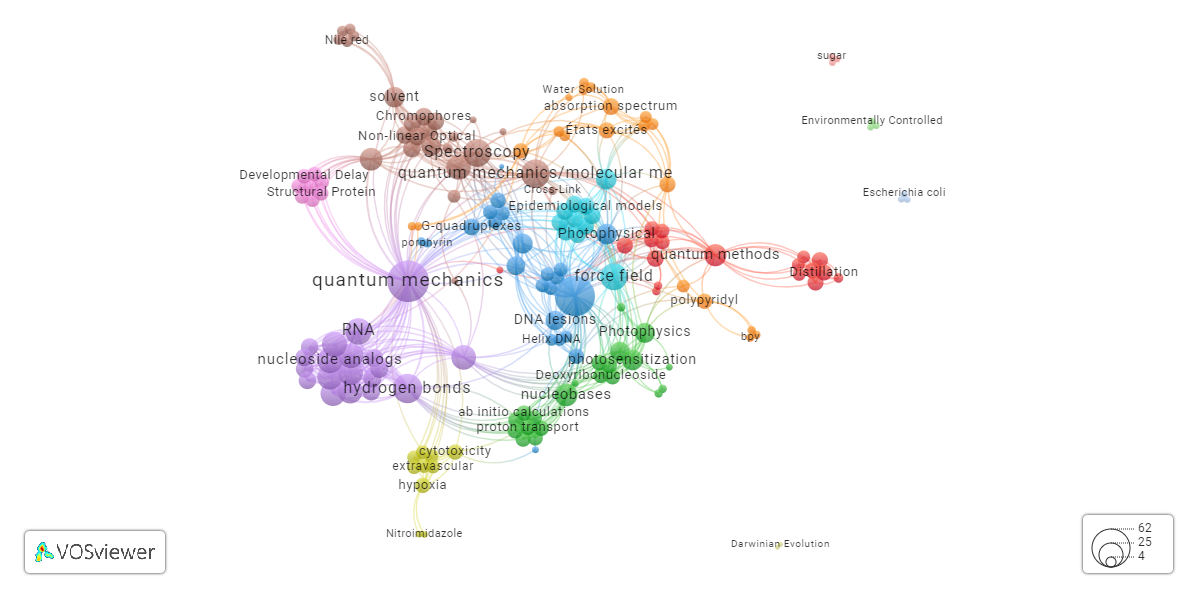 Nile red
sugar
Water Solution
solvent
absorption spectrum
Chromophores
Environmentally Controlled
États excités
Non-linear Optical
Spectroscopy
quantum mechanics/molecular me
Developmental Delay
Cross-Link
Structural Protein
Escherichia coli
Epidemiological models
G-quadruplexes
Photophysical
porphyrin
quantum methods
Distillation
force field
quantum mechanics
polypyridyl
DNA lesions
RNA
Photophysics
Helix DNA
bpy
nucleoside analogs
photosensitization
Deoxyribonucleoside
hydrogen bonds
nucleobases
ab initio calculations
proton transport
cytotoxicity
extravascular
hypoxia
Nitroimidazole
Darwinian Evolution
VOSviewer
62
25
4